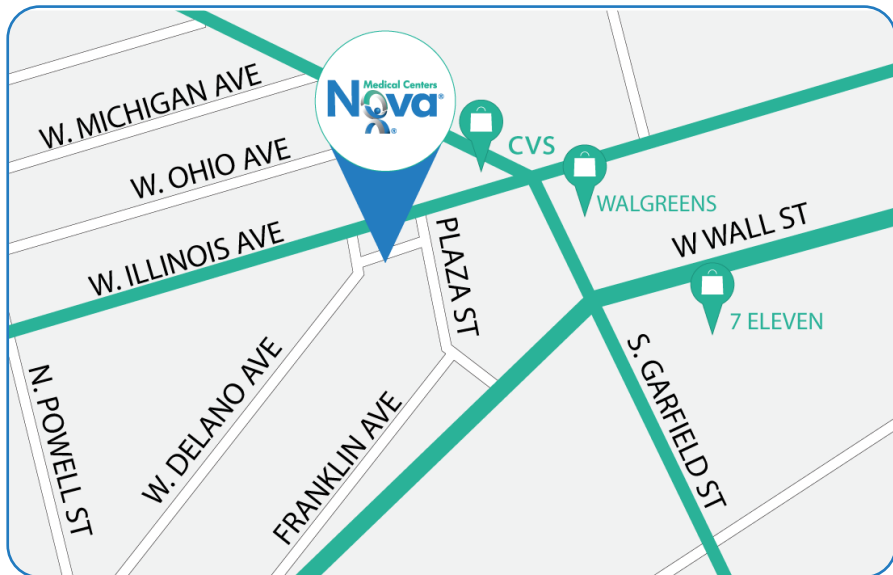 Medical Centers
Nova®
®
W. MICHIGAN AVE
CVS
W. OHIO AVE
WALGREENS
W. ILLINOIS AVE
PLAZA ST
W WALL ST
7 ELEVEN
N. POWELL ST
W. DELANO AVE
FRANKLIN AVE
S. GARFIELD ST